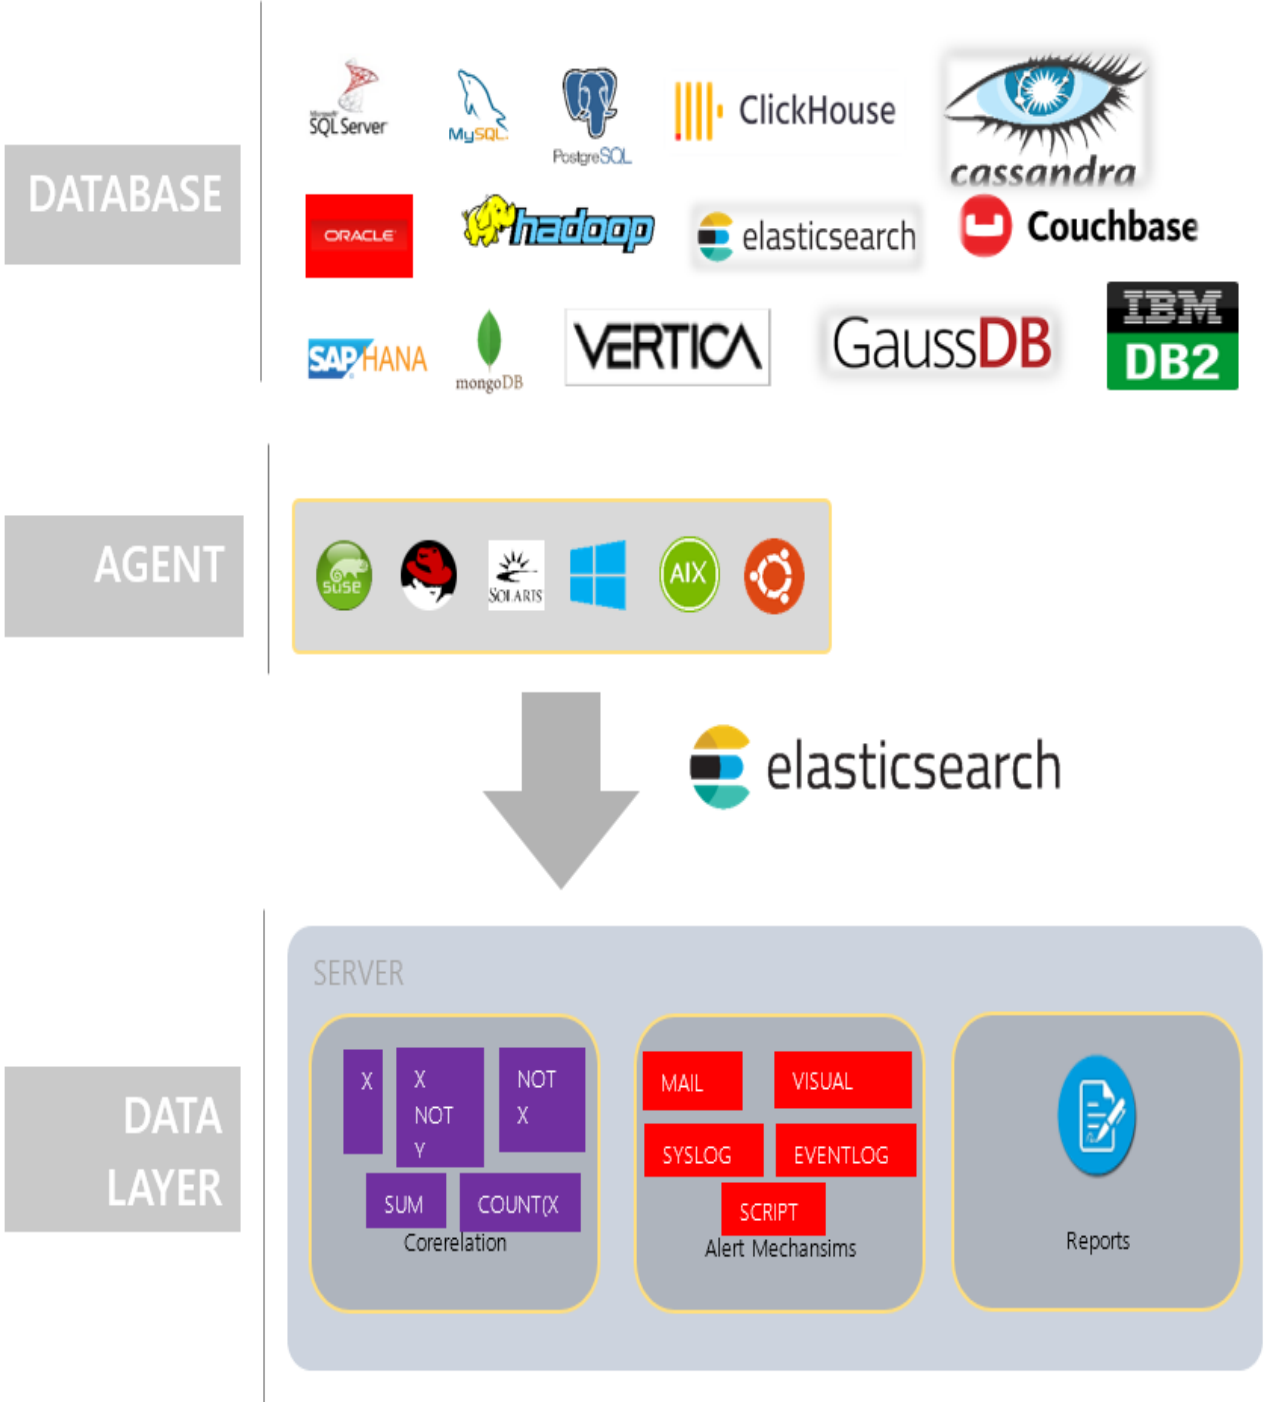 Microsoft
SQL Server
MySQL
PostgreSQL
ClickHouse
cassandra
DATABASE
ORACLE
hadoop
elasticsearch
Couchbase
SAP HANA
mongoDB
VERTICA
GaussDB
IBM
DB2
AGENT
suse
SOLARIS
AIX
elasticsearch
SERVER
DATA
LAYER
X
X
NOT
Y
NOT
X
SUM
COUNT(X
Corerelation
MAIL
VISUAL
SYSLOG
EVENTLOG
SCRIPT
Alert Mechansims
Reports